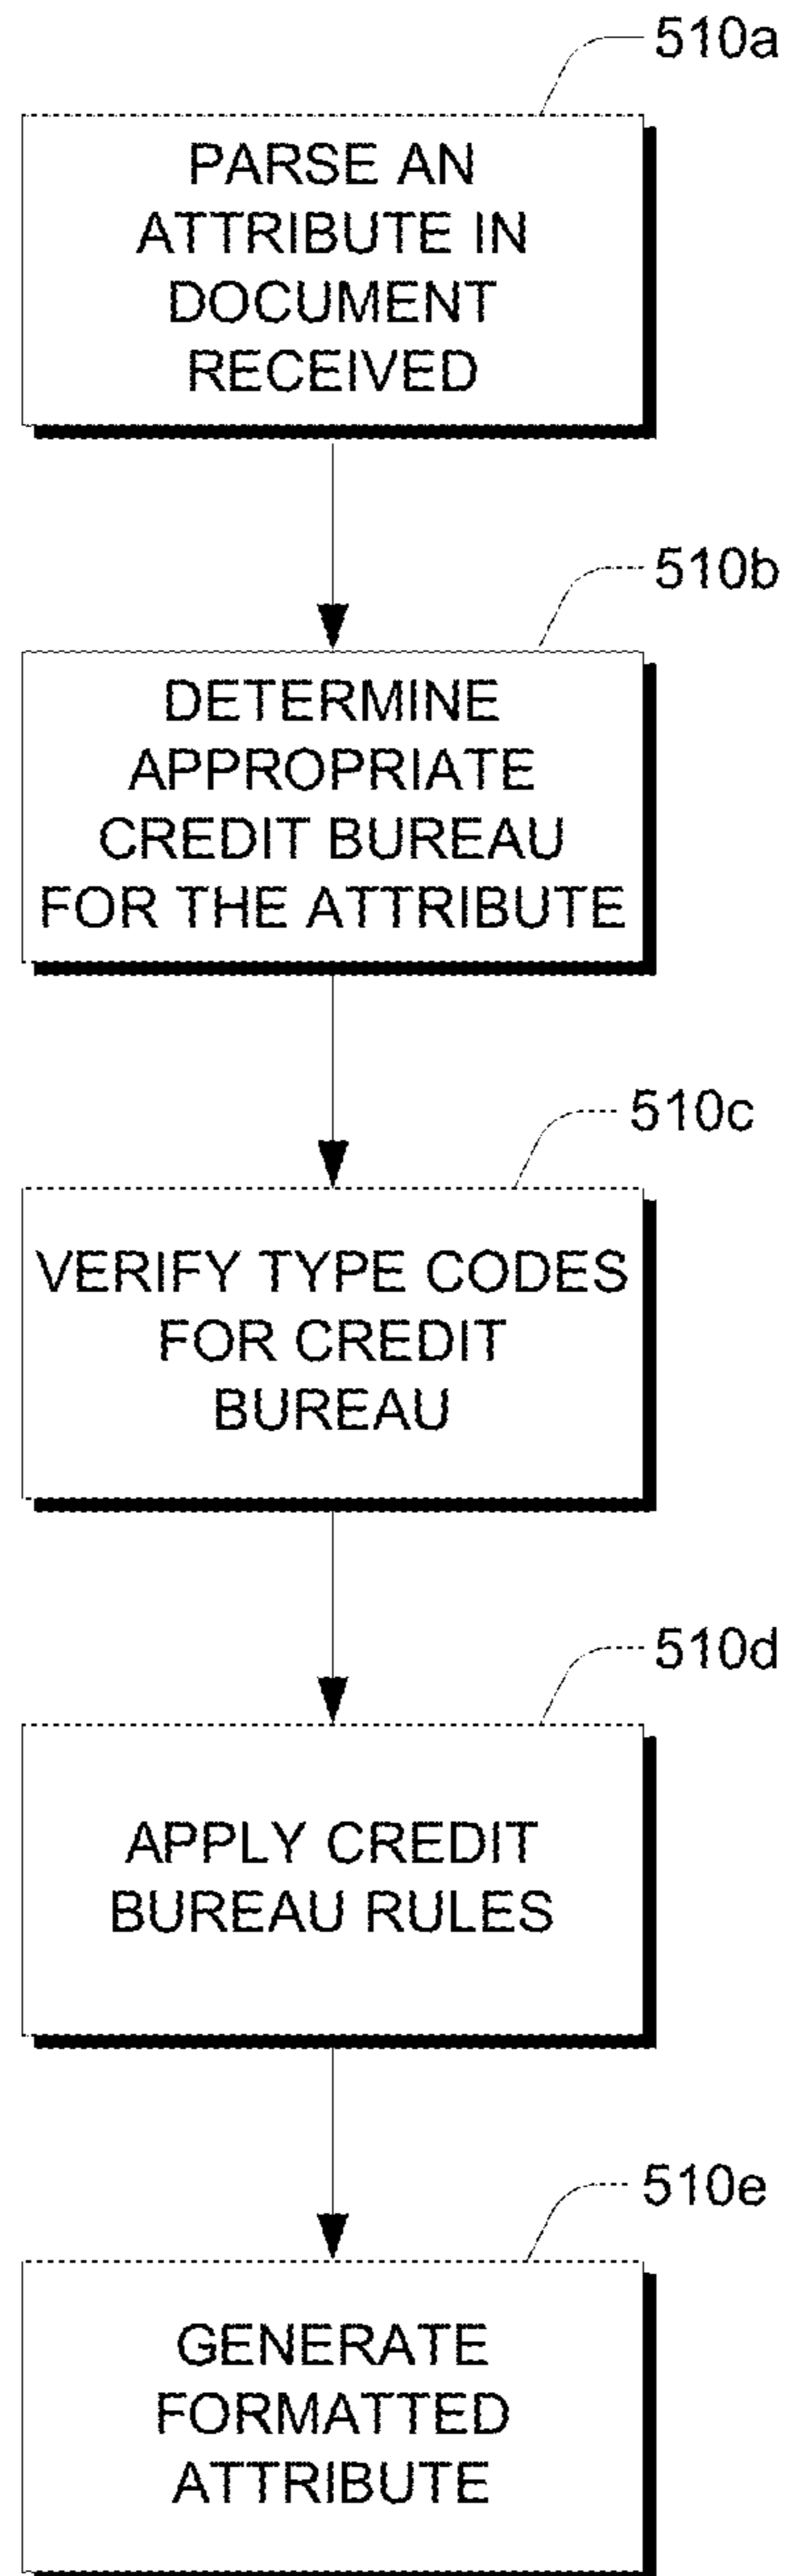 510a
PARSE AN
ATTRIBUTE IN
DOCUMENT
RECEIVED
510b
DETERMINE
APPROPRIATE
CREDIT BUREAU
FOR THE ATTRIBUTE
510c
VERIFY TYPE CODES
FOR CREDIT
BUREAU
510d
APPLY CREDIT
BUREAU RULES
510e
GENERATE
FORMATTED
ATTRIBUTE